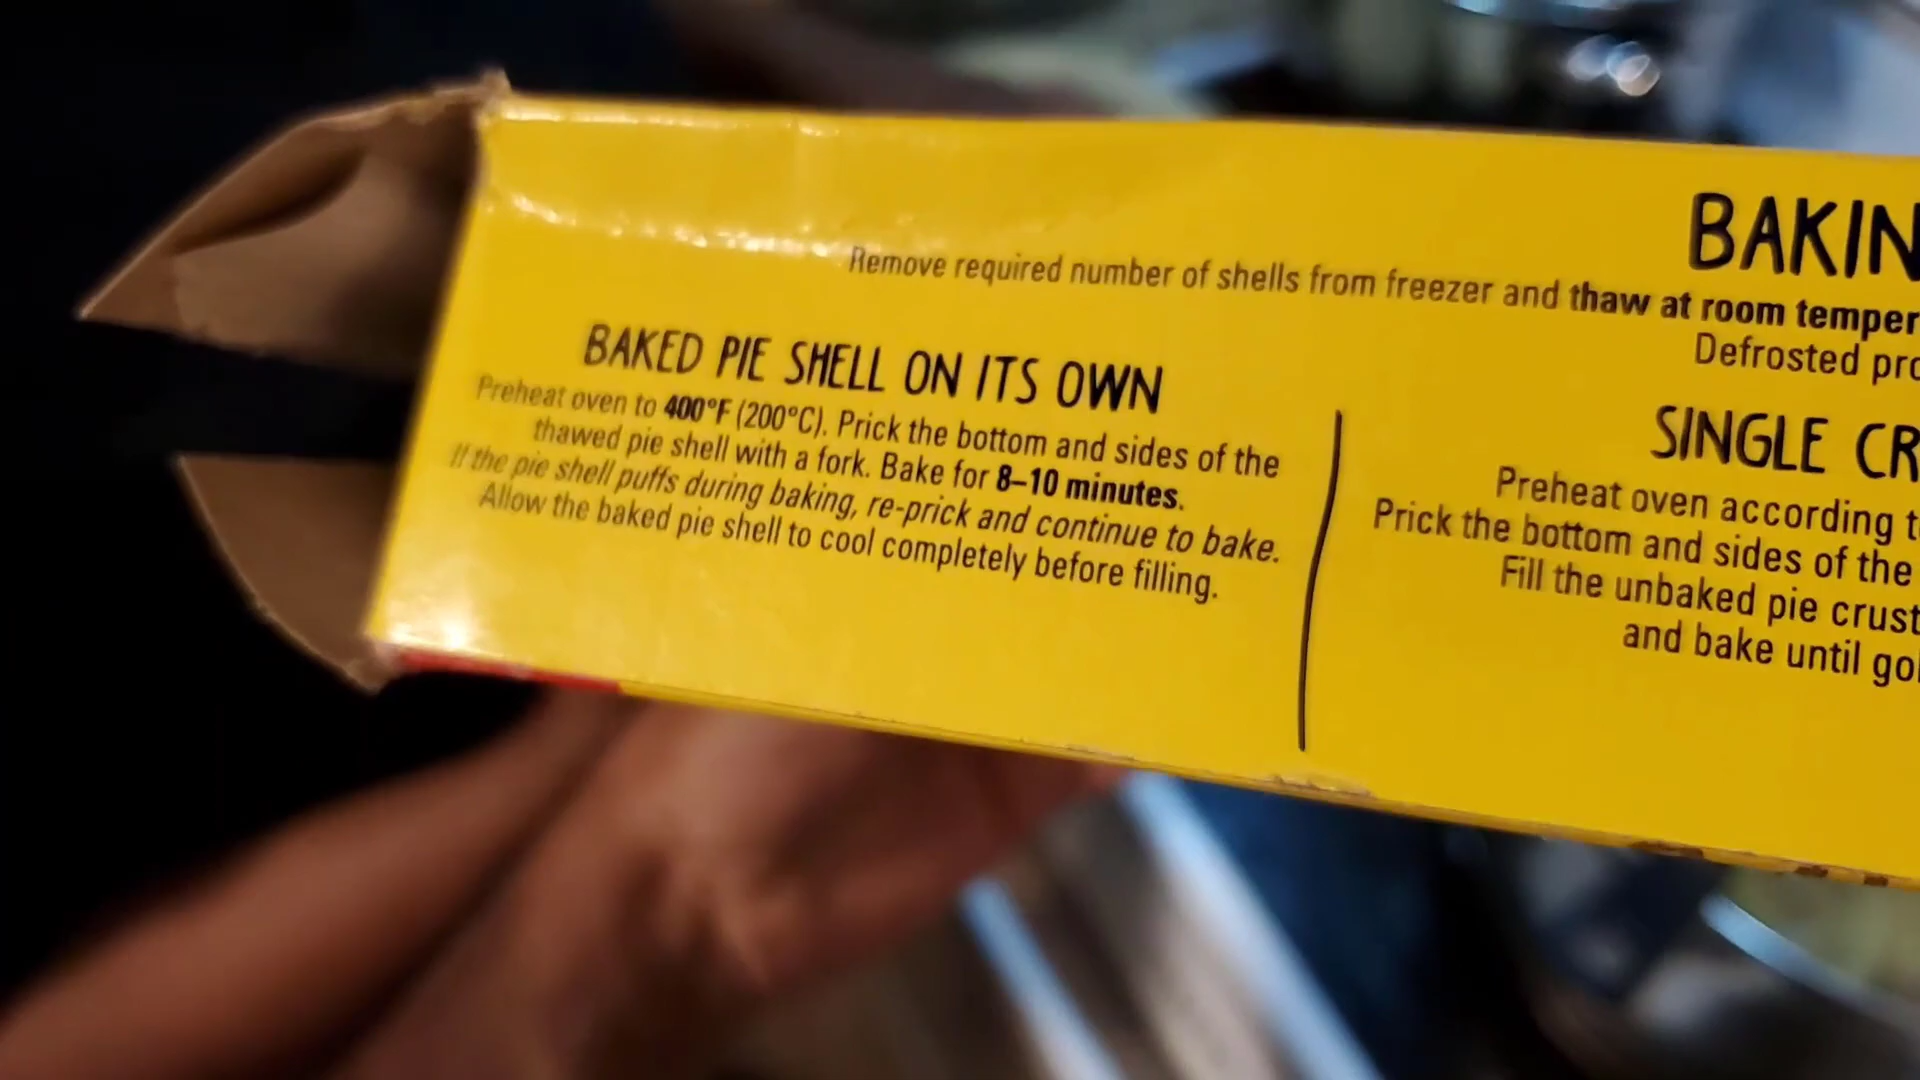 BAKIN
Remove required number of shells from freezer and thaw at room temper
Defrosted pro
BAKED PIE SHELL ON ITS OWN
Preheat oven to 400°F (200°C). Prick the bottom and sides of the
thawed pie shell with a fork. Bake for 8–10 minutes.
If the pie shell puffs during baking, re-prick and continue to bake.
Allow the baked pie shell to cool completely before filling.
SINGLE CR
Preheat oven according t
Prick the bottom and sides of the
Fill the unbaked pie crust
and bake until gol